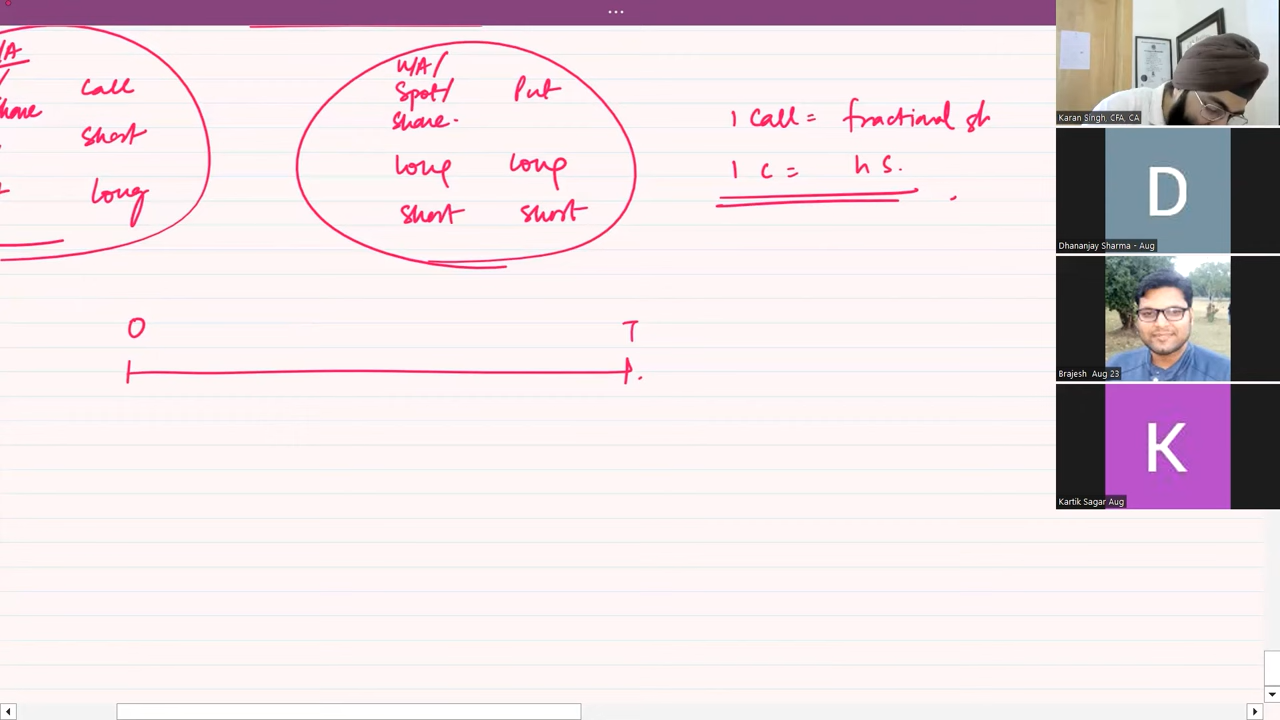 ...
/A
U/A/
Call
Spot/ Put
share
share.
short
long long
long
short short
1 Call = fractional sh
1 C = h S.
0 T
Karan Singh, CFA, CA
D
Dhananjay Sharma - Aug
Brajesh Aug 23
K
Kartik Sagar Aug